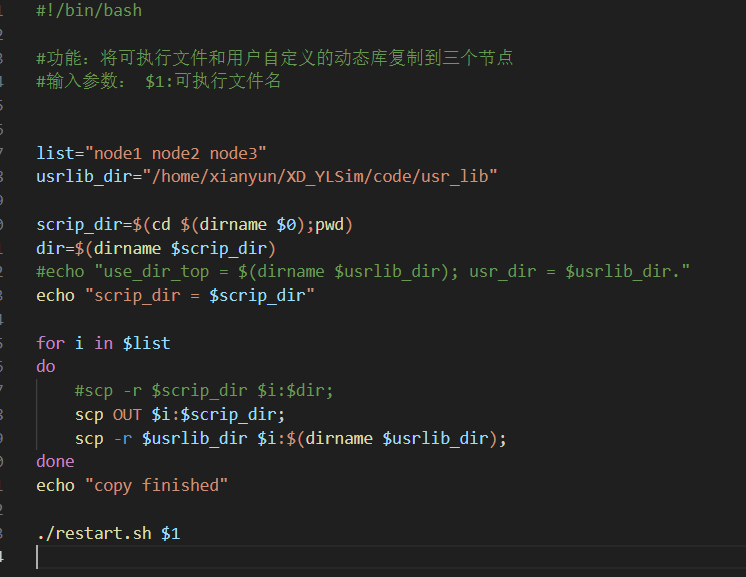 #!/bin/bash
#功能：将可执行文件和用户自定义的动态库复制到三个节点
#输入参数： $1:可执行文件名
list="node1 node2 node3"
usrlib_dir="/home/xianyun/XD_YLSim/code/usr_lib"
scrip_dir=$(cd $(dirname $0);pwd)
dir=$(dirname $scrip_dir)
#echo "use_dir_top = $(dirname $usrlib_dir); usr_dir = $usrlib_dir."
echo "scrip_dir = $scrip_dir"
for i in $list
do
    #scp -r $scrip_dir $i:$dir;
    scp OUT $i:$scrip_dir;
    scp -r $usrlib_dir $i:$(dirname $usrlib_dir);
done
echo "copy finished"
./restart.sh $1